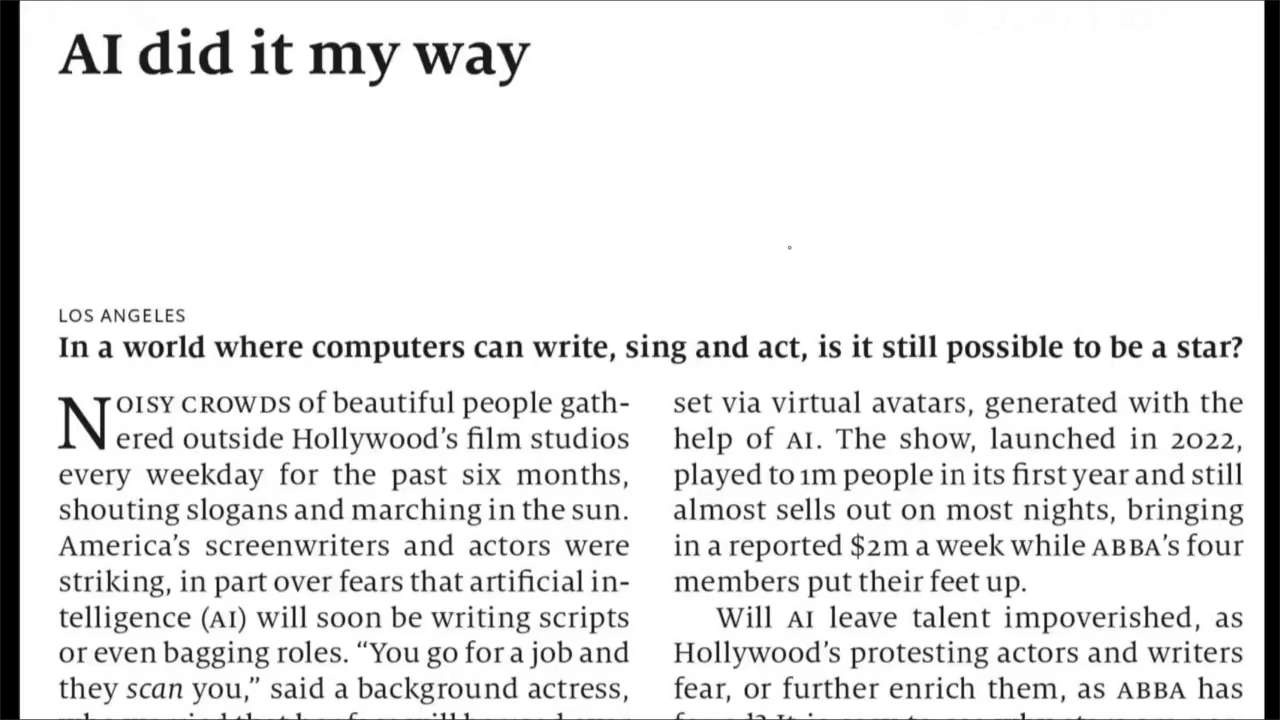 AI did it my way
LOS ANGELES
In a world where computers can write, sing and act, is it still possible to be a star?
NOISY CROWDS of beautiful people gath-
ered outside Hollywood's film studios
every weekday for the past six months,
shouting slogans and marching in the sun.
America's screenwriters and actors were
striking, in part over fears that artificial in-
telligence (AI) will soon be writing scripts
or even bagging roles. “You go for a job and
they scan you,” said a background actress,
set via virtual avatars, generated with the
help of AI. The show, launched in 2022,
played to 1m people in its first year and still
almost sells out on most nights, bringing
in a reported $2m a week while ABBA's four
members put their feet up.
Will AI leave talent impoverished, as
Hollywood's protesting actors and writers
fear, or further enrich them, as ABBA has